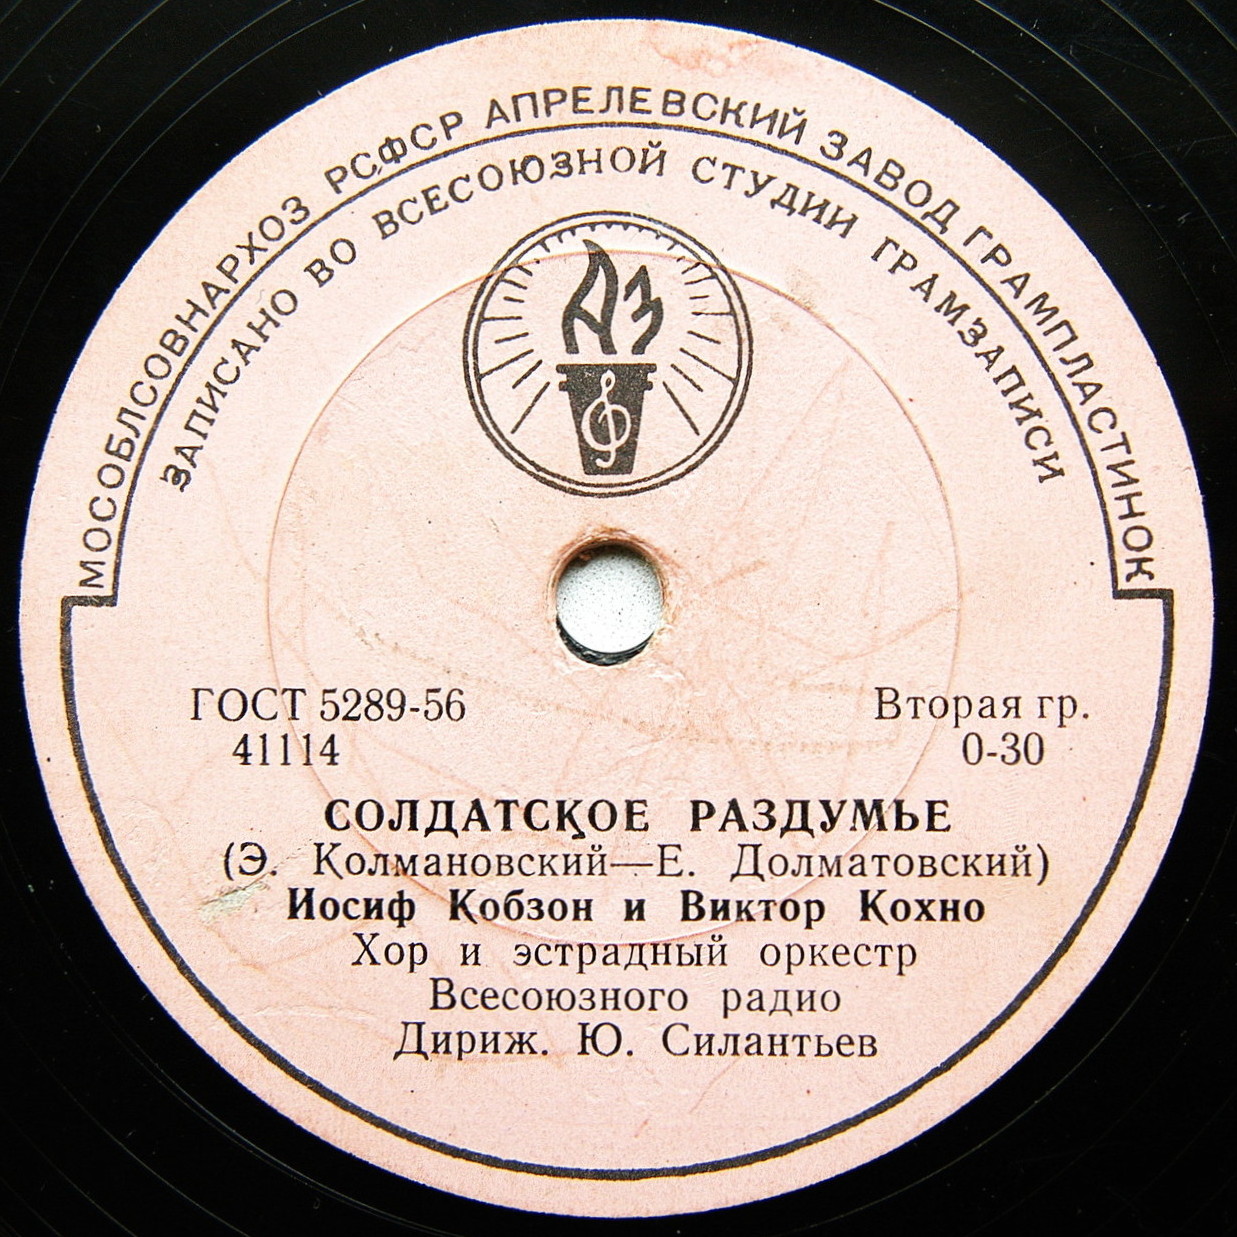 МОСОБЛСОВНАРХОЗ РСФСР АПРЕЛЕВСКИЙ ЗАВОД ГРАМПЛАСТИНОК
ЗАПИСАНО ВО ВСЕСОЮЗНОЙ СТУДИИ ГРАМЗАПИСИ
АЗ
ГОСТ 5289-56 Вторая гр.
41114 0-30
СОЛДАТСКОЕ РАЗДУМЬЕ
(Э. Колмановский—Е. Долматовский)
Иосиф Кобзон и Виктор Кохно
Хор и эстрадный оркестр
Всесоюзного радио
Дириж. Ю. Силантьев